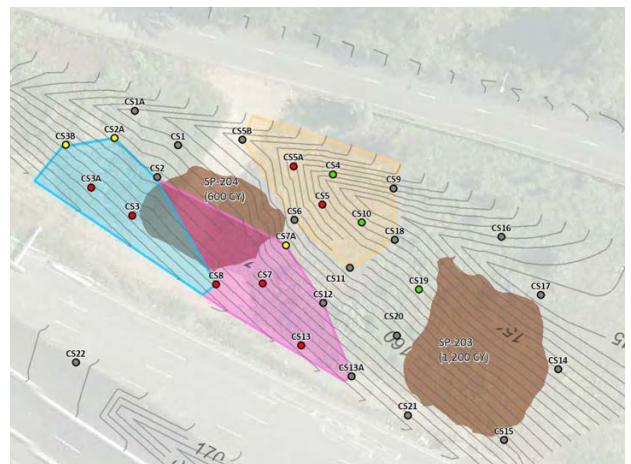 CS1A
CS3B
CS2A
CS1
CS5B
CS5A
CS4
CS2
CS3A
SP-204
(600 CY)
CS9
CS3
CS5
CS6
CS10
CS7A
CS18
CS16
CS11
CS8
CS7
CS19
CS17
CS12
CS20
160
15
SP-203
(1,200 CY)
CS13
CS22
CS13A
CS14
CS21
CS15
170